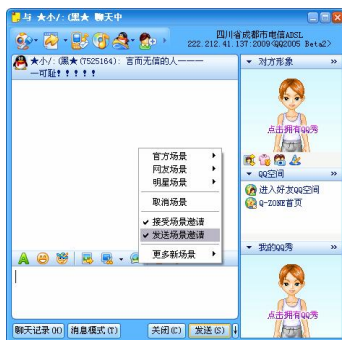 与 ★小/: (黑★ 聊天中
四川省成都市电信ADSL
222.212.41.137:2009<QQ2005 Beta2>
★小/: (黑★(7525164): 言而无信的人————可耻!!!!!
对方形象
点击拥有QQ秀
官方场景
网友场景
明星场景
取消场景
接受场景邀请
发送场景邀请
更多新场景
QQ空间
进入好友QQ空间
Q-ZONE首页
我的QQ秀
点击拥有QQ秀
聊天记录(H) 消息模式(T) 关闭(C) 发送(S)